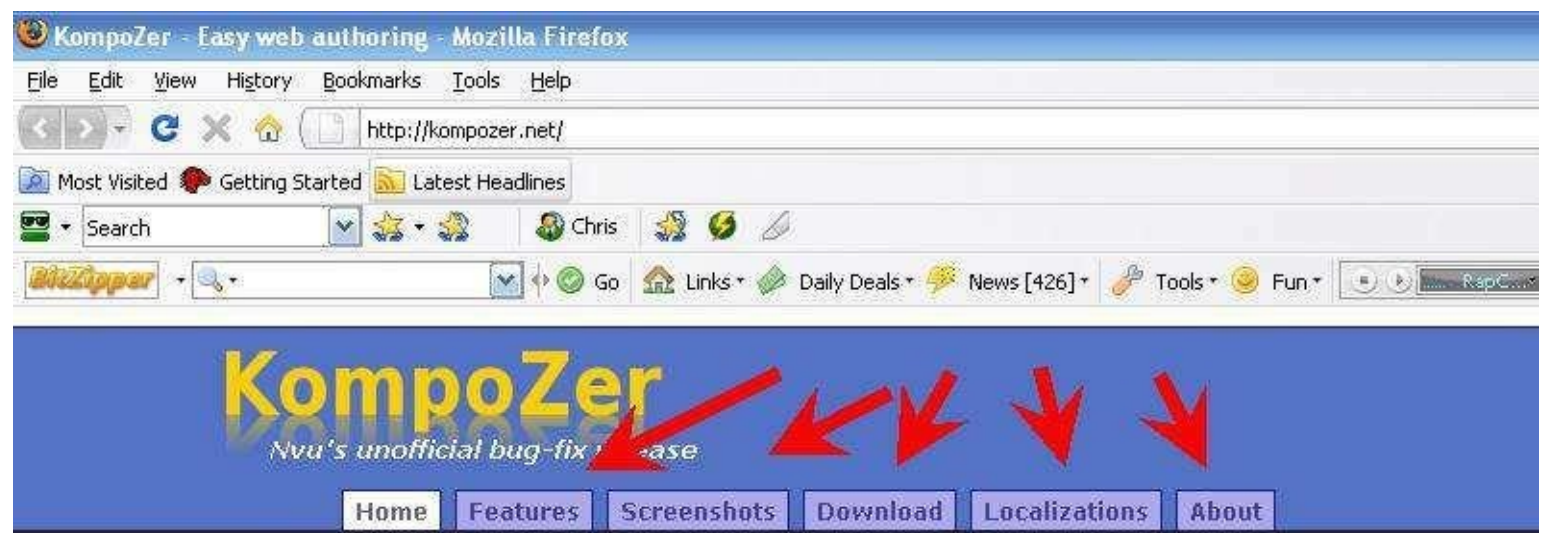 KompoZer - Easy web authoring - Mozilla Firefox
File Edit View History Bookmarks Tools Help
http://kompozer.net/
Most Visited Getting Started Latest Headlines
Search Chris
BizZipper Go Links Daily Deals News [426] Tools Fun RapC...
KompoZer
Nvu's unofficial bug-fix
Home Features Screenshots Download Localizations About